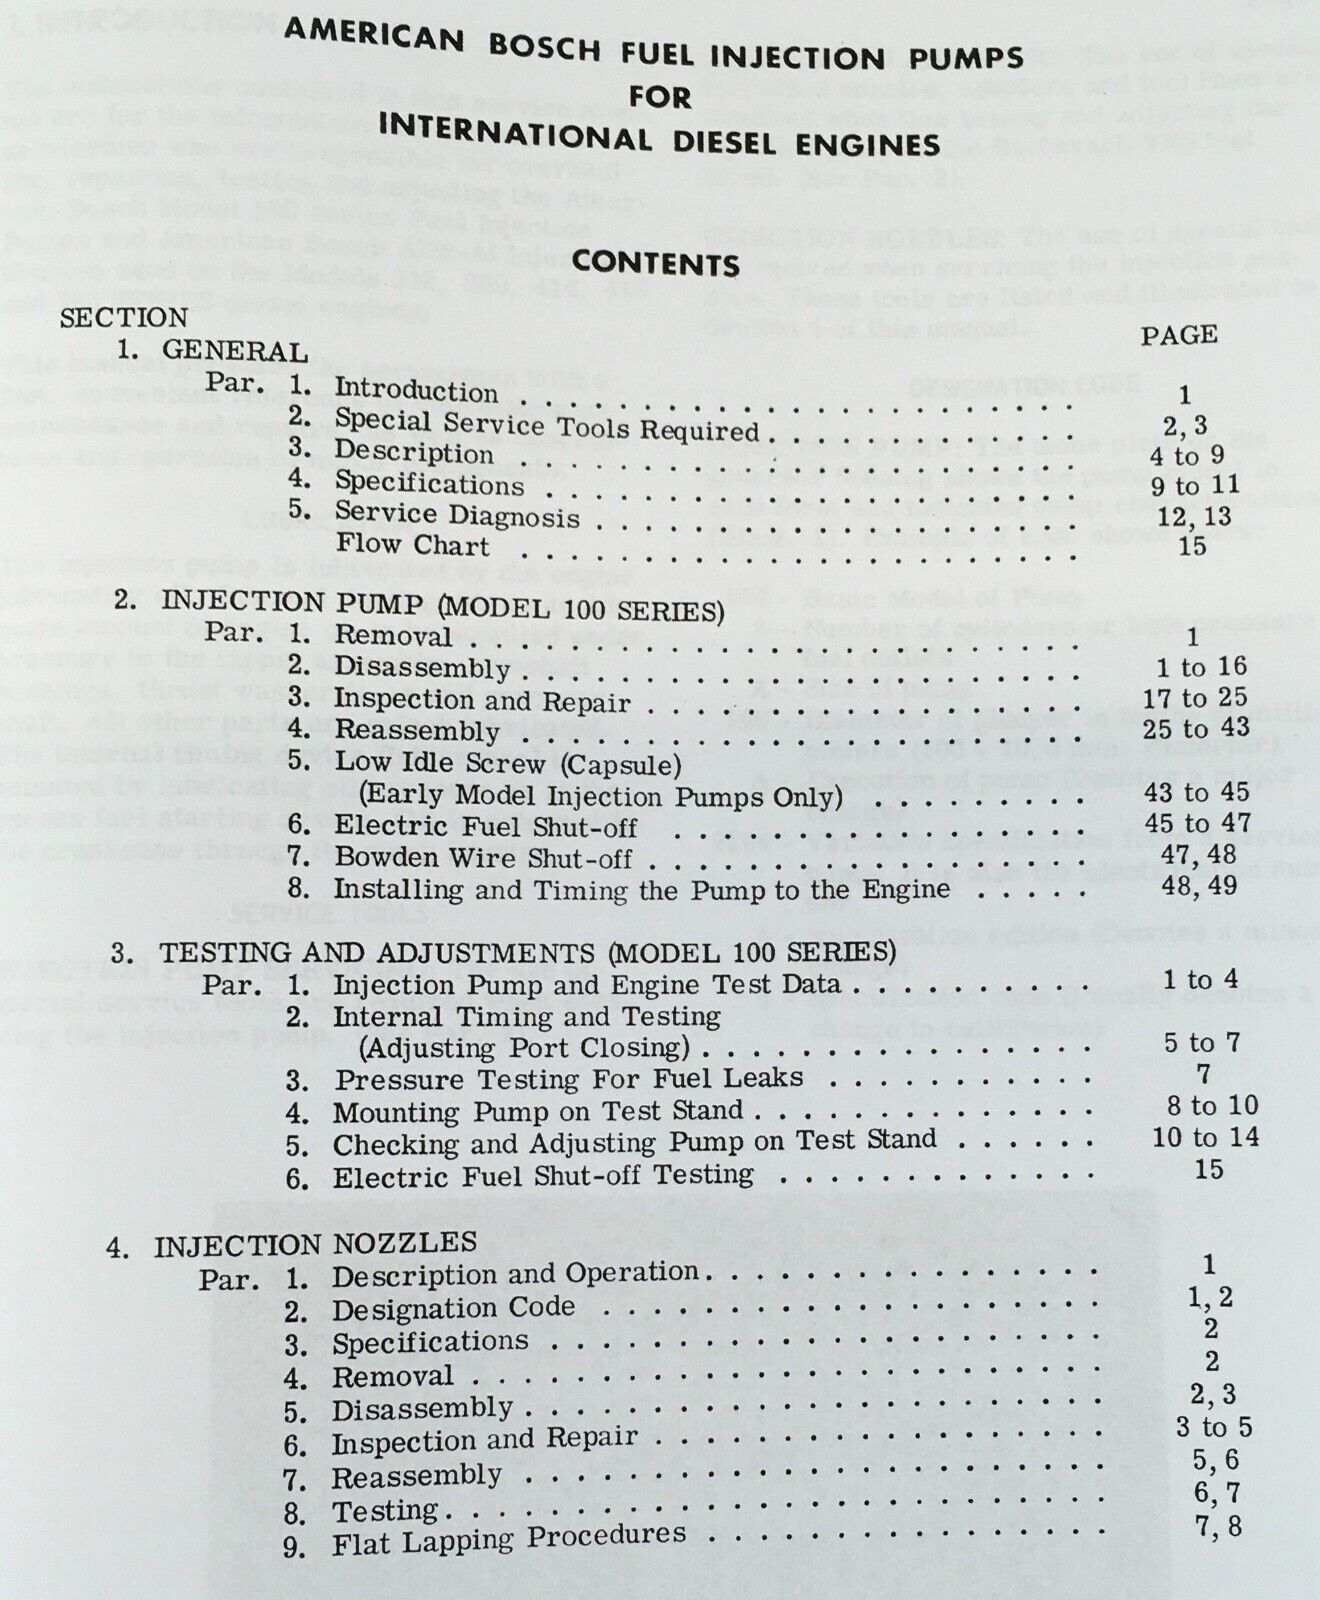 AMERICAN BOSCH FUEL INJECTION PUMPS
FOR
INTERNATIONAL DIESEL ENGINES
CONTENTS
SECTION PAGE
1. GENERAL
Par. 1. Introduction . . . . . . . . . . . . . . . . . . . . . . . 1
2. Special Service Tools Required . . . . . . . . . . . . . 2, 3
3. Description . . . . . . . . . . . . . . . . . . . . . . . 4 to 9
4. Specifications . . . . . . . . . . . . . . . . . . . . . . 9 to 11
5. Service Diagnosis . . . . . . . . . . . . . . . . . . . . 12, 13
Flow Chart . . . . . . . . . . . . . . . . . . . . . . . 15
2. INJECTION PUMP (MODEL 100 SERIES)
Par. 1. Removal . . . . . . . . . . . . . . . . . . . . . . . . . 1
2. Disassembly . . . . . . . . . . . . . . . . . . . . . . . 1 to 16
3. Inspection and Repair . . . . . . . . . . . . . . . . . . 17 to 25
4. Reassembly . . . . . . . . . . . . . . . . . . . . . . . 25 to 43
5. Low Idle Screw (Capsule)
(Early Model Injection Pumps Only) . . . . . . . . . 43 to 45
6. Electric Fuel Shut-off . . . . . . . . . . . . . . . . . 45 to 47
7. Bowden Wire Shut-off . . . . . . . . . . . . . . . . . . 47, 48
8. Installing and Timing the Pump to the Engine . . . . . 48, 49
3. TESTING AND ADJUSTMENTS (MODEL 100 SERIES)
Par. 1. Injection Pump and Engine Test Data . . . . . . . . . . 1 to 4
2. Internal Timing and Testing
(Adjusting Port Closing) . . . . . . . . . . . . . . . . 5 to 7
3. Pressure Testing For Fuel Leaks . . . . . . . . . . . 7
4. Mounting Pump on Test Stand . . . . . . . . . . . . . . 8 to 10
5. Checking and Adjusting Pump on Test Stand . . . . . . 10 to 14
6. Electric Fuel Shut-off Testing . . . . . . . . . . . . . 15
4. INJECTION NOZZLES
Par. 1. Description and Operation . . . . . . . . . . . . . . . . 1
2. Designation Code . . . . . . . . . . . . . . . . . . . . 1, 2
3. Specifications . . . . . . . . . . . . . . . . . . . . . . 2
4. Removal . . . . . . . . . . . . . . . . . . . . . . . . . 2
5. Disassembly . . . . . . . . . . . . . . . . . . . . . . . 2, 3
6. Inspection and Repair . . . . . . . . . . . . . . . . . . 3 to 5
7. Reassembly . . . . . . . . . . . . . . . . . . . . . . . 5, 6
8. Testing . . . . . . . . . . . . . . . . . . . . . . . . . . 6, 7
9. Flat Lapping Procedures . . . . . . . . . . . . . . . . 7, 8